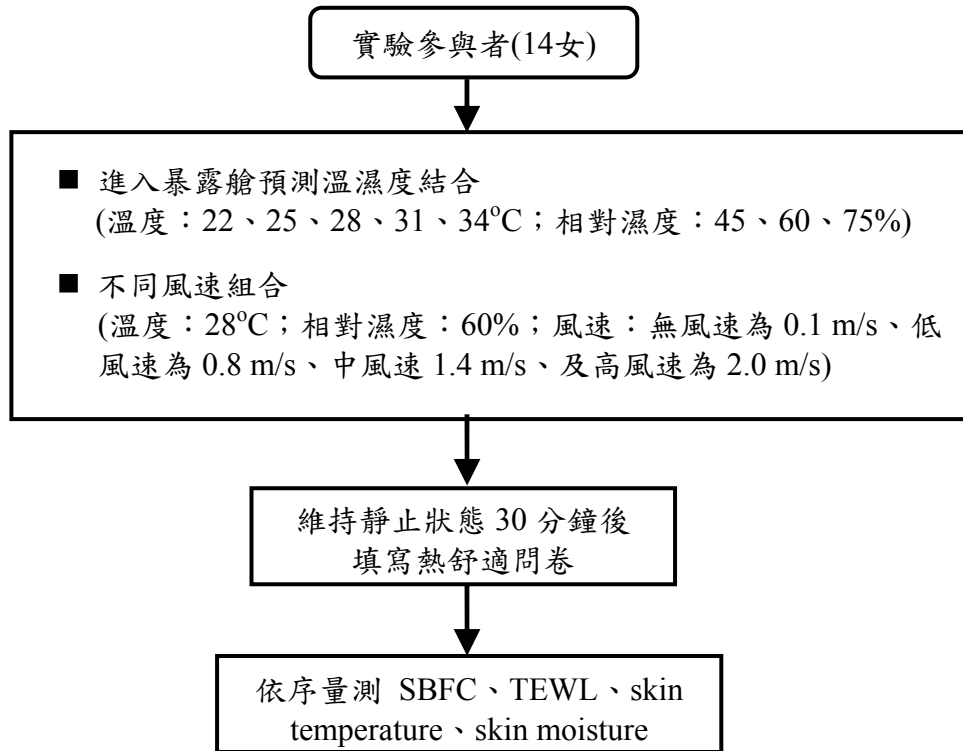 實驗參與者(14女)
■ 進入暴露艙預測溫濕度結合
(溫度：22、25、28、31、34°C；相對濕度：45、60、75%)
■ 不同風速組合
(溫度：28°C；相對濕度：60%；風速：無風速為 0.1 m/s、低
風速為 0.8 m/s、中風速 1.4 m/s、及高風速為 2.0 m/s)
維持靜止狀態 30 分鐘後
填寫熱舒適問卷
依序量測 SBFC、TEWL、skin
temperature、skin moisture